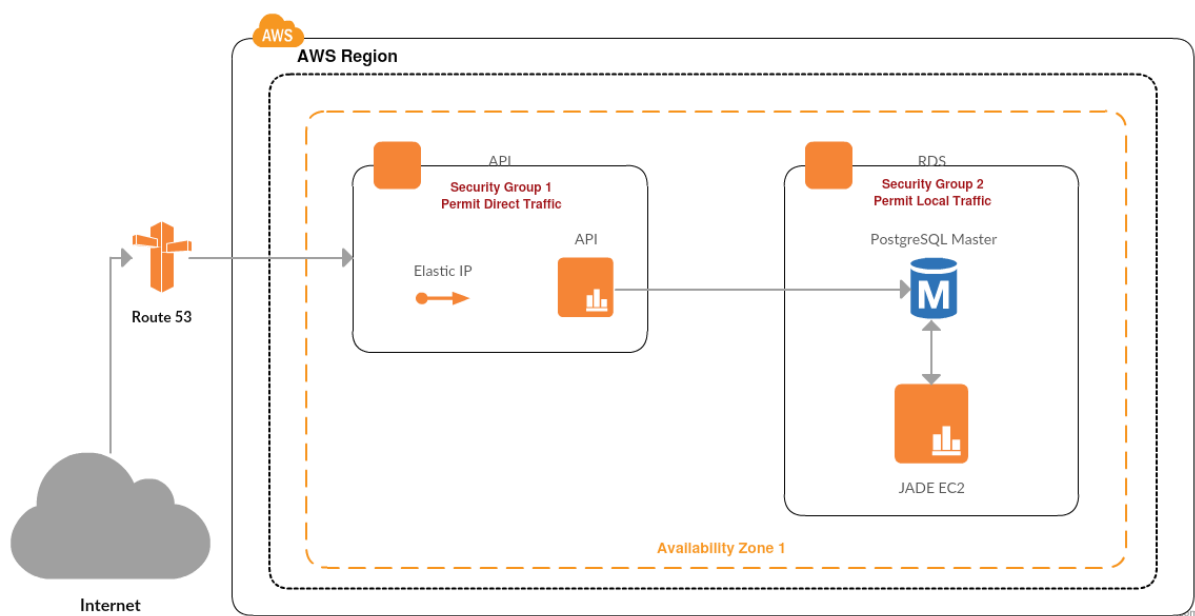 AWS
AWS Region
API
Security Group 1
Permit Direct Traffic
API
Elastic IP
RDS
Security Group 2
Permit Local Traffic
PostgreSQL Master
M
JADE EC2
Route 53
Availability Zone 1
Internet